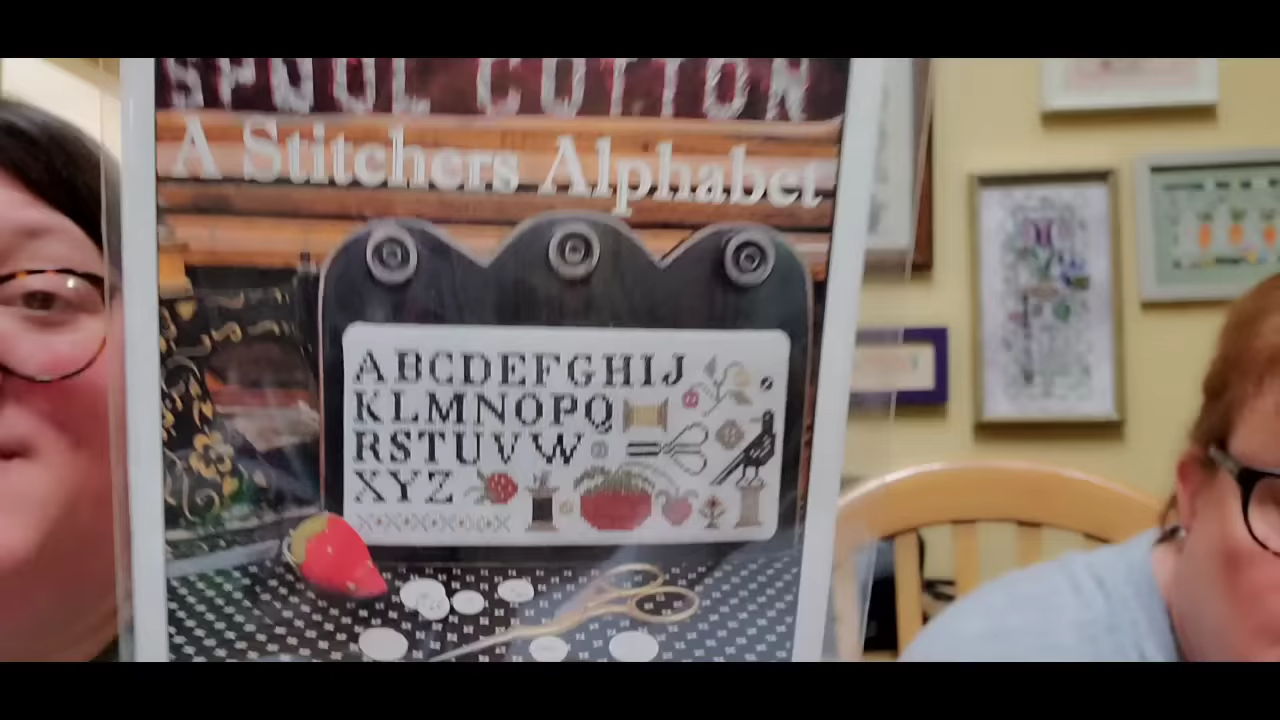 SPOOL COTTON
A Stitchers Alphabet
ABCDEFGHIJ
KLMNOPQ
RSTUVW
XYZ